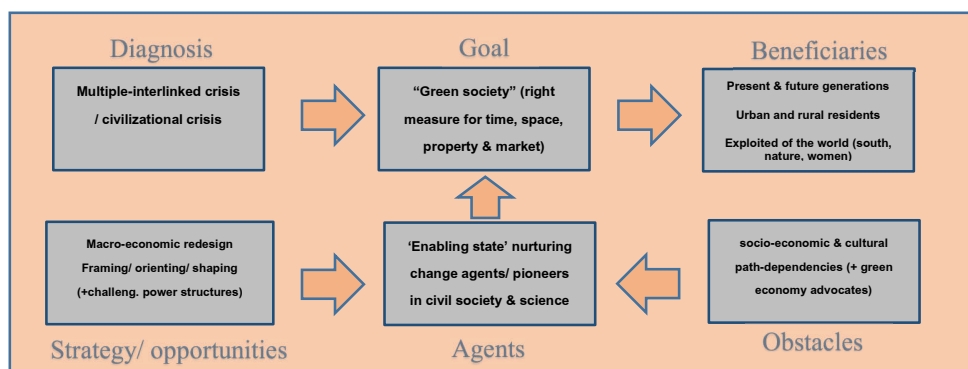 Diagnosis
Goal
Beneficiaries
Multiple-interlinked crisis
/ civilizational crisis
“Green society” (right
measure for time, space,
property & market)
Present & future generations
Urban and rural residents
Exploited of the world (south,
nature, women)
Macro-economic redesign
Framing/ orienting/ shaping
(+challeng. power structures)
‘Enabling state’ nurturing
change agents/ pioneers
in civil society & science
socio-economic & cultural
path-dependencies (+ green
economy advocates)
Strategy/ opportunities
Agents
Obstacles